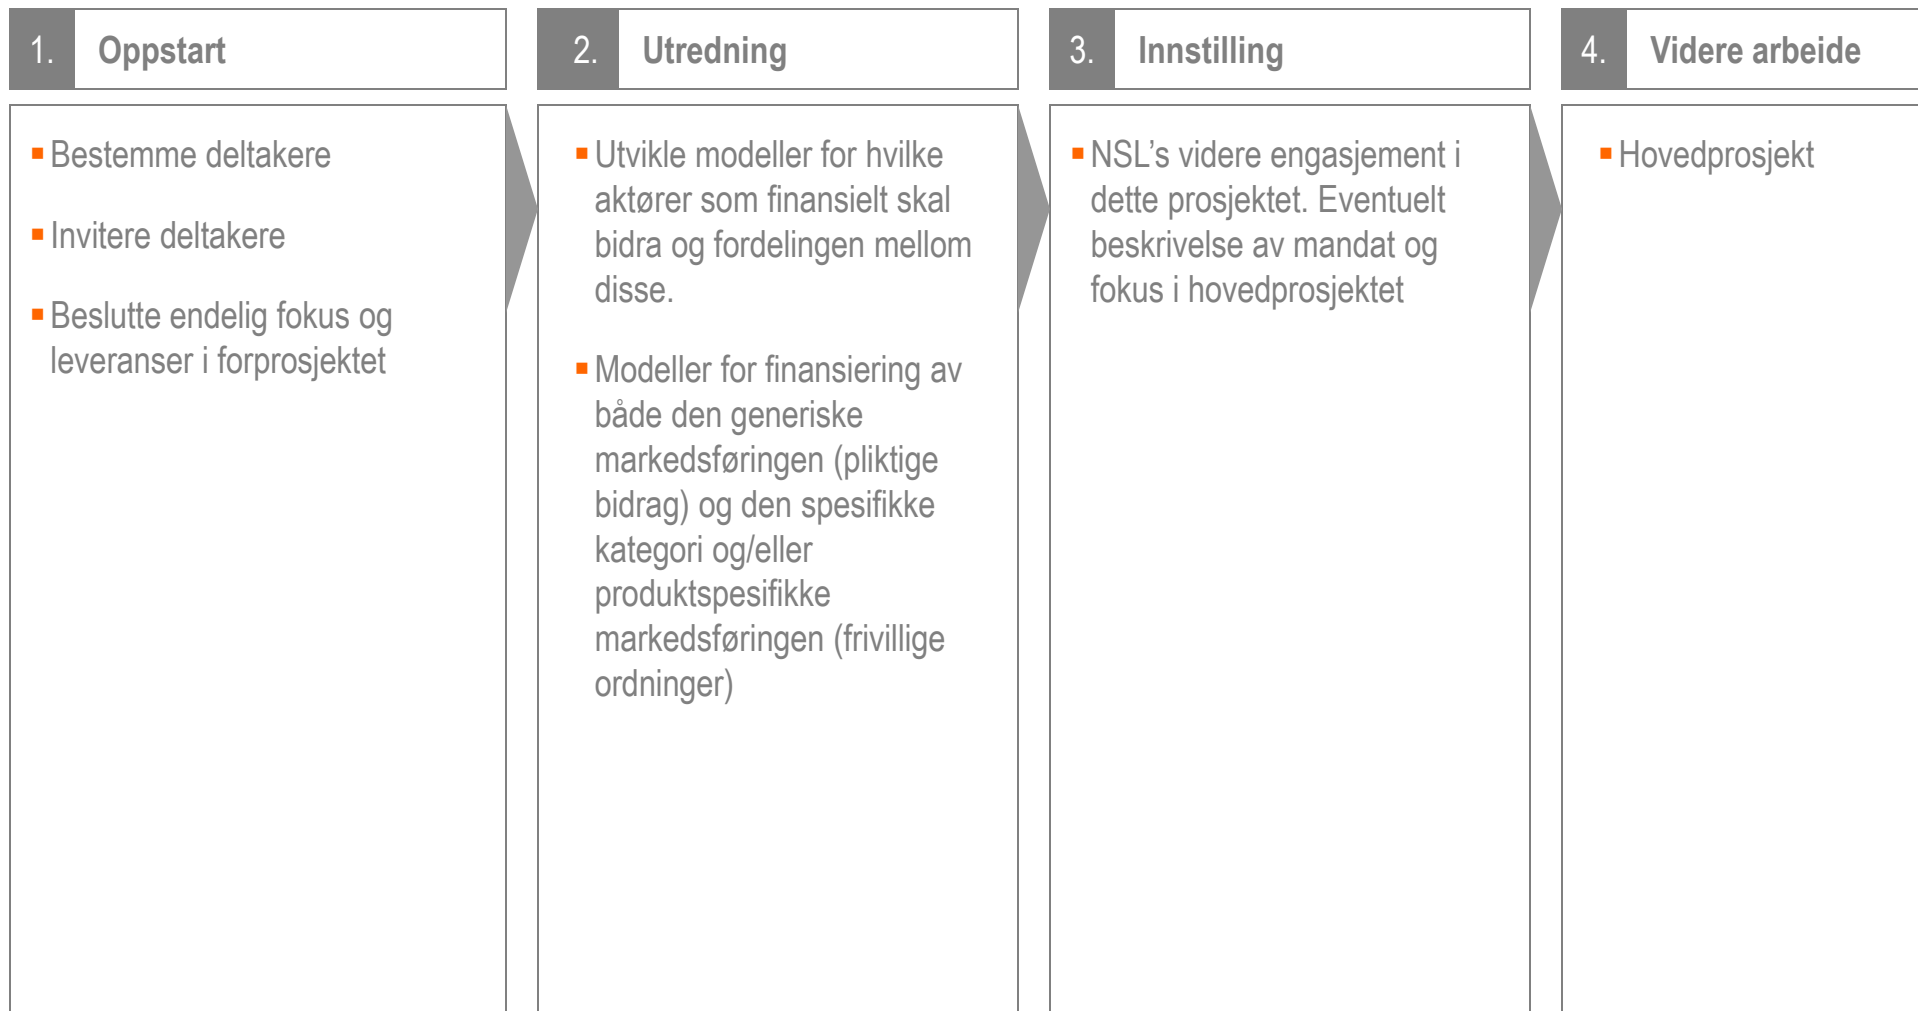 1. Oppstart
▪ Bestemme deltakere
▪ Invitere deltakere
▪ Beslutte endelig fokus og
leveranser i forprosjektet
2. Utredning
▪ Utvikle modeller for hvilke
aktører som finansielt skal
bidra og fordelingen mellom
disse.
▪ Modeller for finansiering av
både den generiske
markedsføringen (pliktige
bidrag) og den spesifikke
kategori og/eller
produktspesifikke
markedsføringen (frivillige
ordninger)
3. Innstilling
▪ NSL’s videre engasjement i
dette prosjektet. Eventuelt
beskrivelse av mandat og
fokus i hovedprosjektet
4. Videre arbeide
▪ Hovedprosjekt